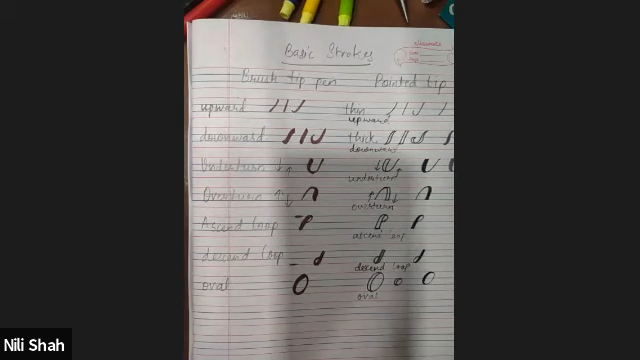 Basic Strokes
Brush tip pen Pointed tip
upward thin upward
downward thick downward
Underturn underturn
Overturn overturn
Ascend loop ascend loop
descend loop descend loop
oval oval
Nili Shah